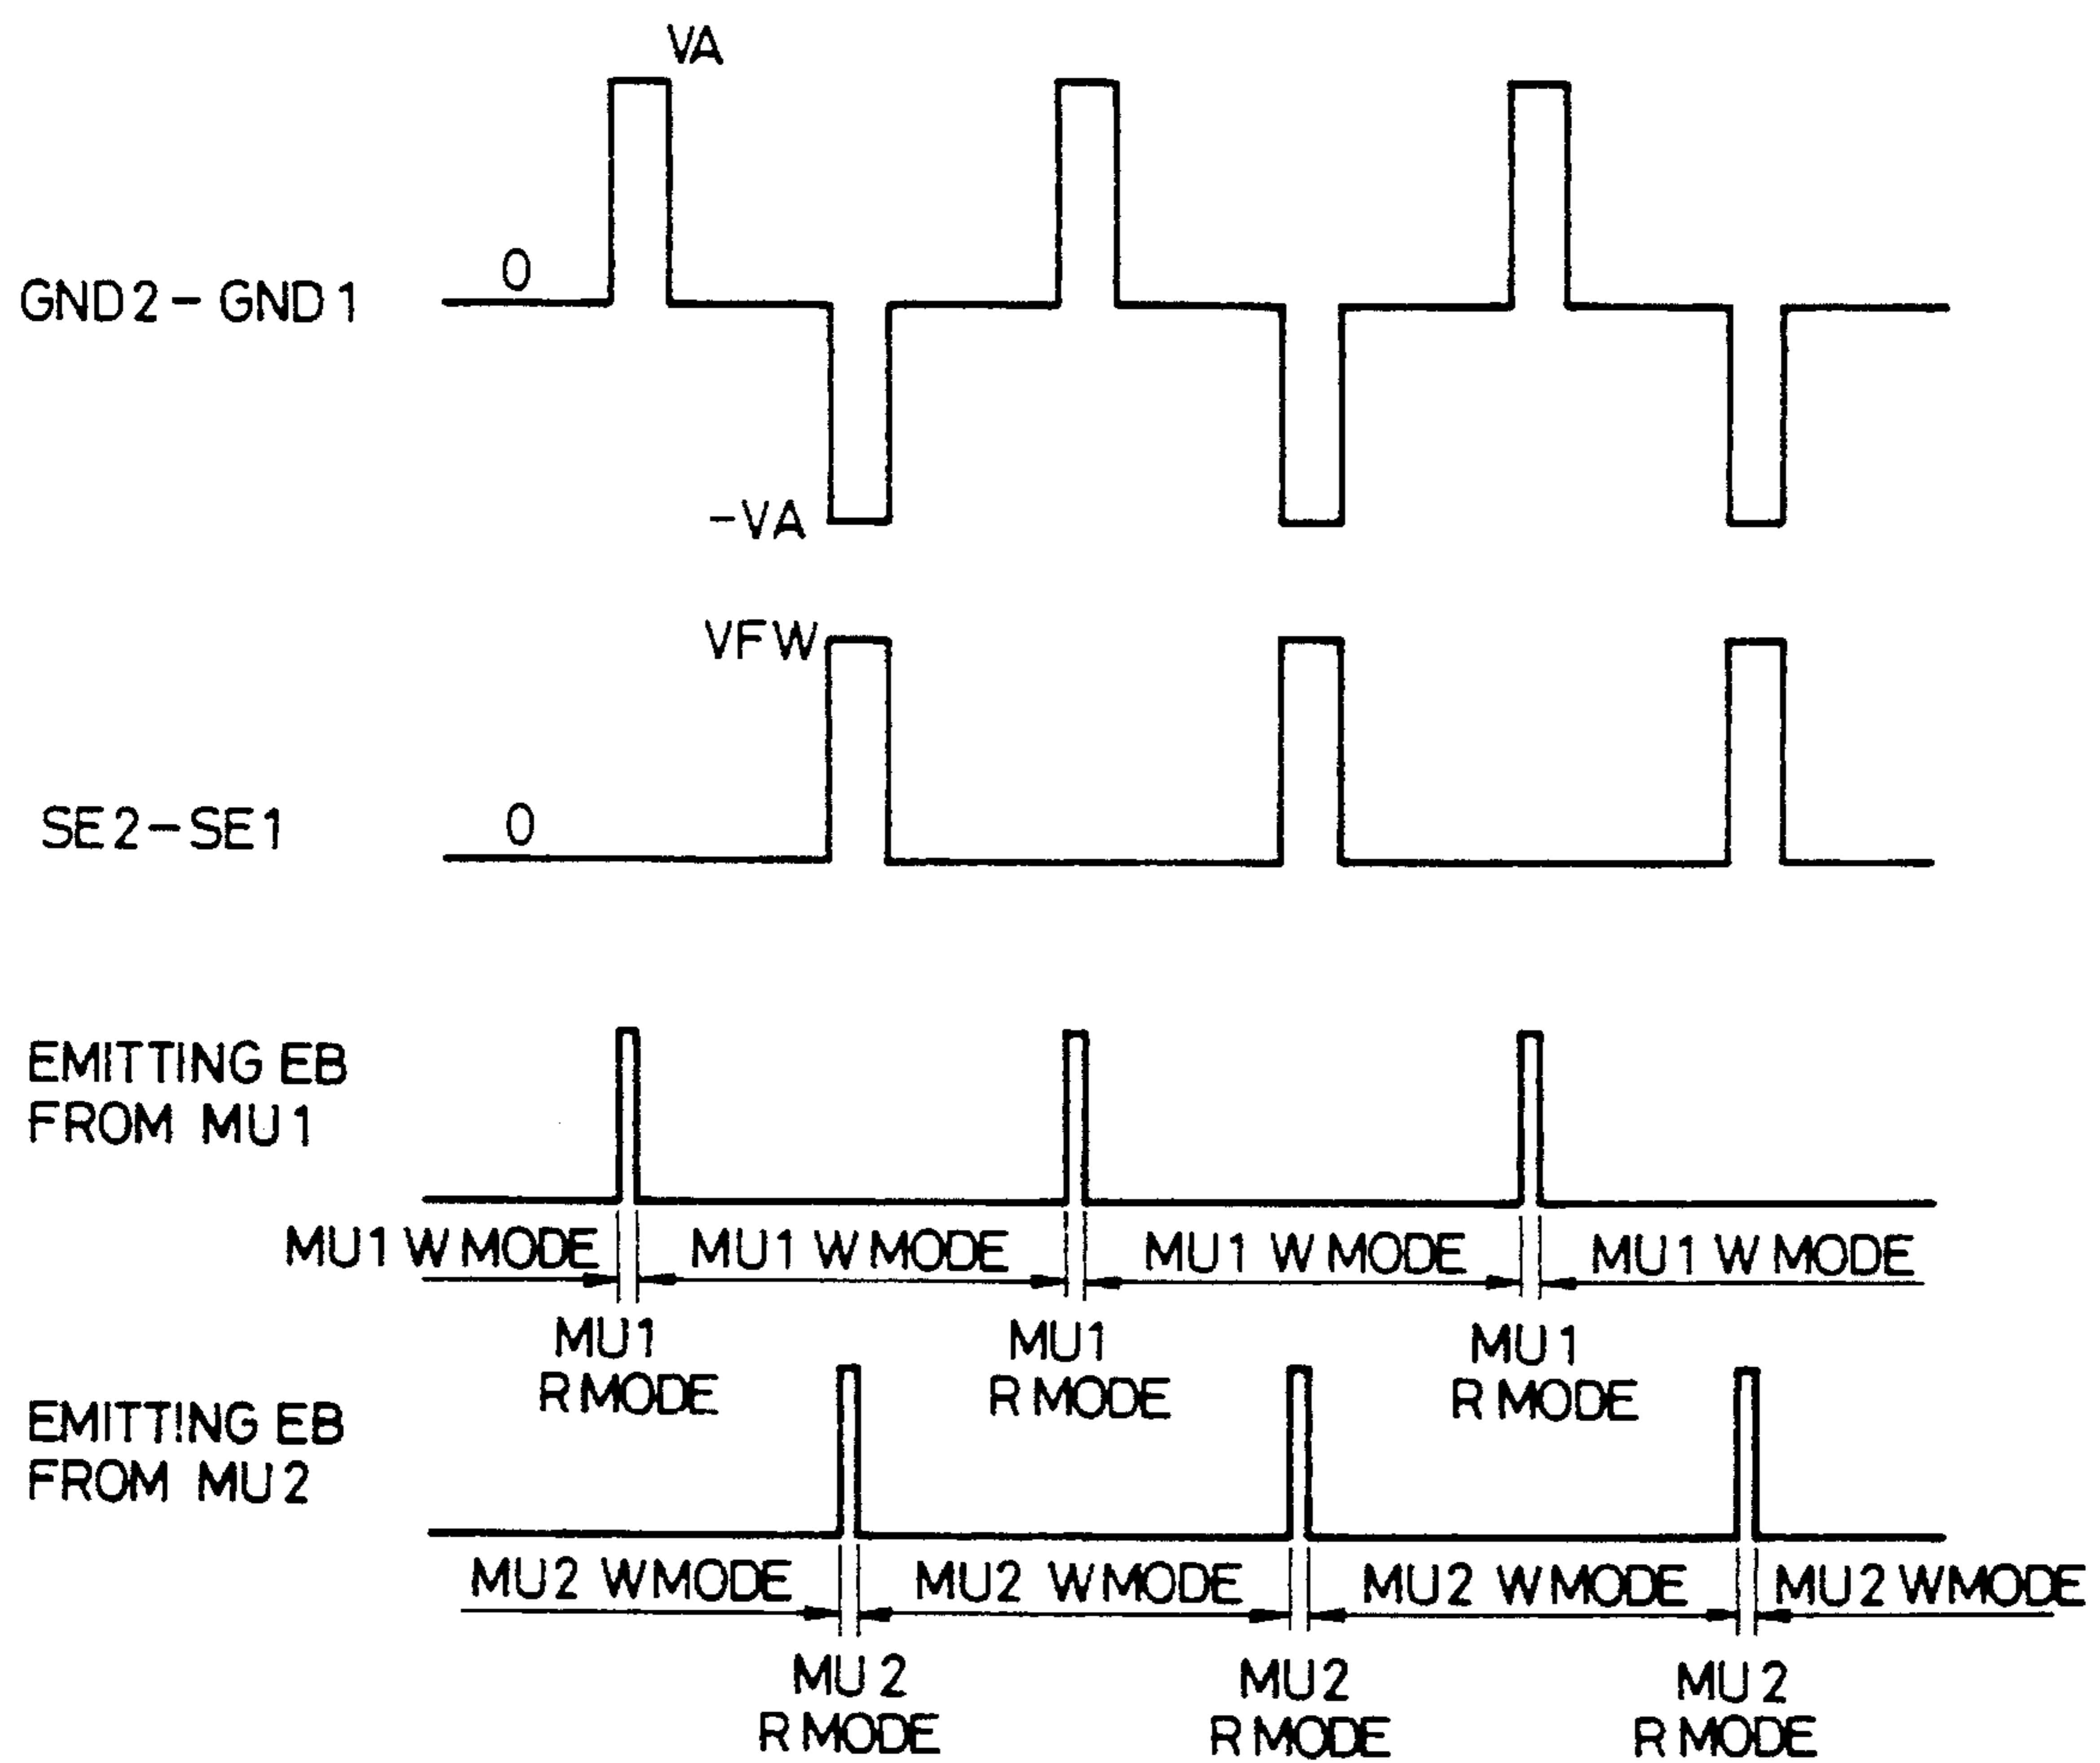 VA
0
GND2-GND1
-VA
VFW
SE2-SE1
0
EMITTING EB
FROM MU1
MU1 W MODE
MU1 W MODE
MU1 W MODE
MU1 W MODE
MU1
R MODE
MU1
R MODE
MU1
R MODE
EMITTING EB
FROM MU2
MU2 WMODE
MU2 WMODE
MU2 WMODE
MU2 WMODE
MU2
R MODE
MU2
R MODE
MU2
R MODE